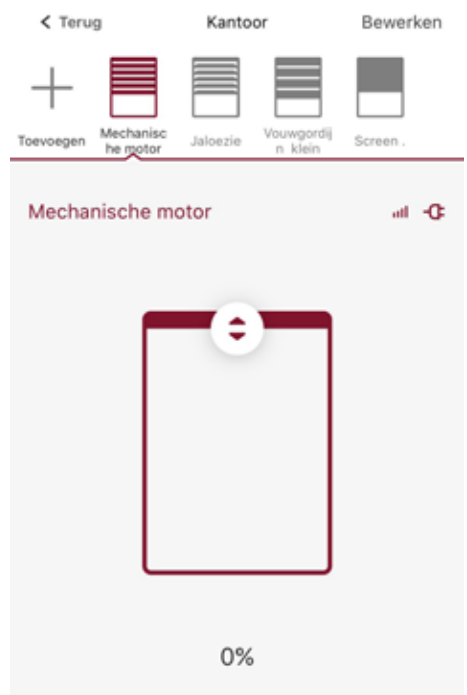 Terug Kantoor Bewerken
Toevoegen Mechanisc Jaloezie Vouwgordij Screen .
he motor n klein
Mechanische motor
0%